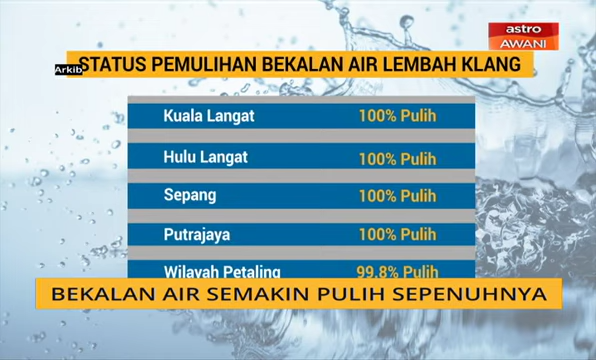 astro
AWANI
STATUS PEMULIHAN BEKALAN AIR LEMBAH KLANG
Arkib
Kuala Langat 100% Pulih
Hulu Langat 100% Pulih
Sepang 100% Pulih
Putrajaya 100% Pulih
Wilayah Petaling 99.8% Pulih
BEKALAN AIR SEMAKIN PULIH SEPENUHNYA